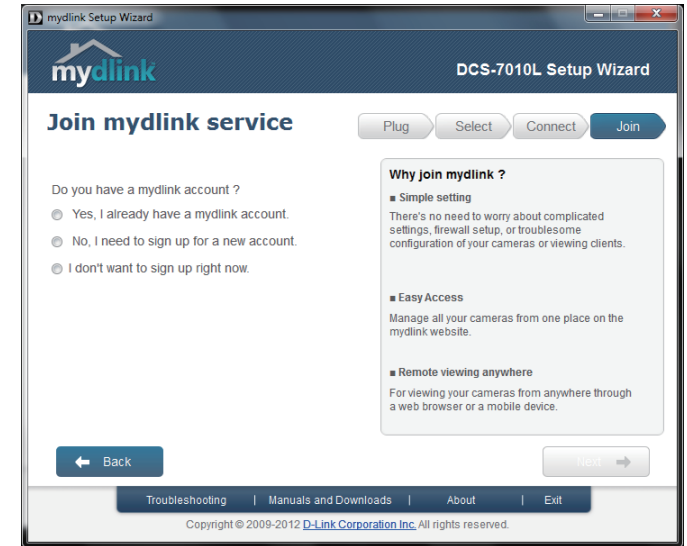 mydlink Setup Wizard
mydlink
DCS-7010L Setup Wizard
Join mydlink service
Plug
Select
Connect
Join
Do you have a mydlink account ?
Yes, I already have a mydlink account.
No, I need to sign up for a new account.
I don't want to sign up right now.
Why join mydlink ?
■ Simple setting
There's no need to worry about complicated
settings, firewall setup, or troublesome
configuration of your cameras or viewing clients.
■ Easy Access
Manage all your cameras from one place on the
mydlink website.
■ Remote viewing anywhere
For viewing your cameras from anywhere through
a web browser or a mobile device.
Back
Next
Troubleshooting | Manuals and Downloads | About | Exit
Copyright © 2009-2012 D-Link Corporation Inc. All rights reserved.